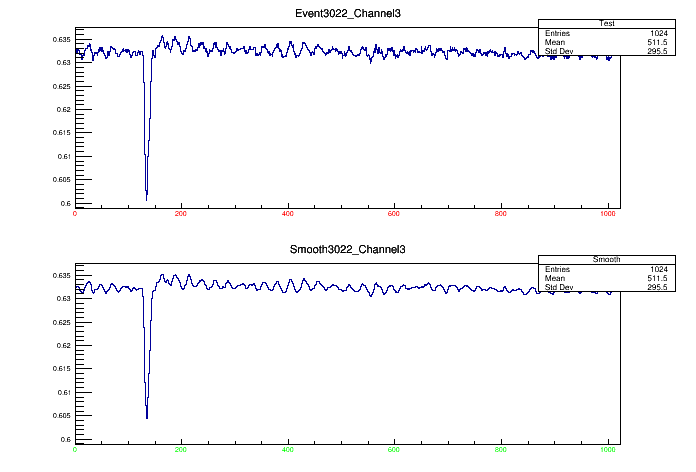 Event3022_Channel3
Test
Entries 1024
Mean 511.5
Std Dev 295.5
0.635
0.63
0.625
0.62
0.615
0.61
0.605
0.6
0 200 400 600 800 1000
Smooth3022_Channel3
Smooth
Entries 1024
Mean 511.5
Std Dev 295.5
0.635
0.63
0.625
0.62
0.615
0.61
0.605
0.6
0 200 400 600 800 1000